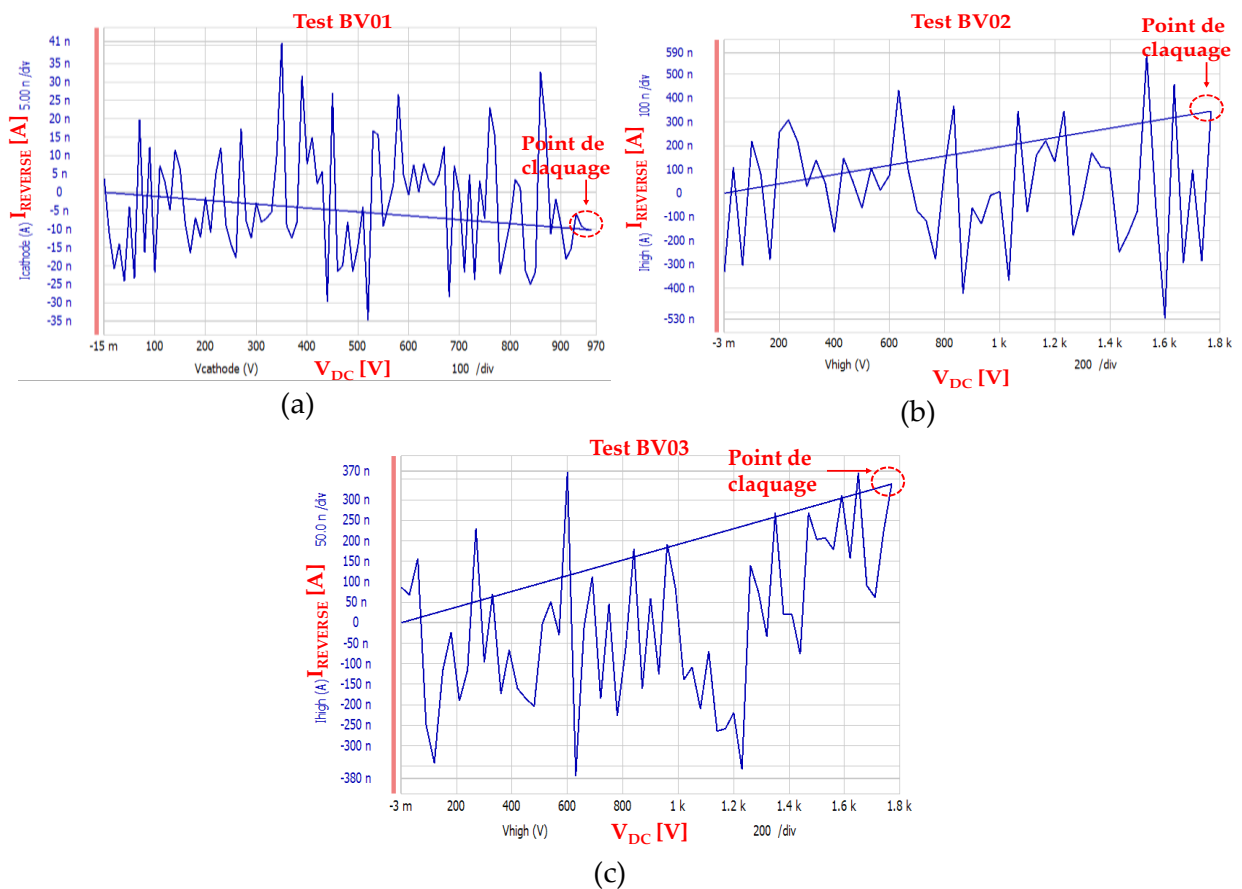 Test BV01
41 n
35 n
30 n
25 n
20 n
15 n
10 n
5 n
0
-5 n
-10 n
-15 n
-20 n
-25 n
-30 n
-35 n
Icathode (A) 5.00 n /div
I_REVERSE [A]
Point de
claquage
-15 m 100 200 300 400 500 600 700 800 900 970
Vcathode (V) V_DC [V] 100 /div
(a)
Test BV02
Point de
claquage
590 n
500 n
400 n
300 n
200 n
100 n
0
-100 n
-200 n
-300 n
-400 n
-530 n
Ihigh (A) 100 n /div
I_REVERSE [A]
-3 m 200 400 600 800 1 k 1.2 k 1.4 k 1.6 k 1.8 k
Vhigh (V) V_DC [V] 200 /div
(b)
Test BV03
Point de
claquage
370 n
300 n
250 n
200 n
150 n
100 n
50 n
0
-50 n
-100 n
-150 n
-200 n
-250 n
-300 n
-380 n
Ihigh (A) 50.0 n /div
I_REVERSE [A]
-3 m 200 400 600 800 1 k 1.2 k 1.4 k 1.6 k 1.8 k
Vhigh (V) V_DC [V] 200 /div
(c)